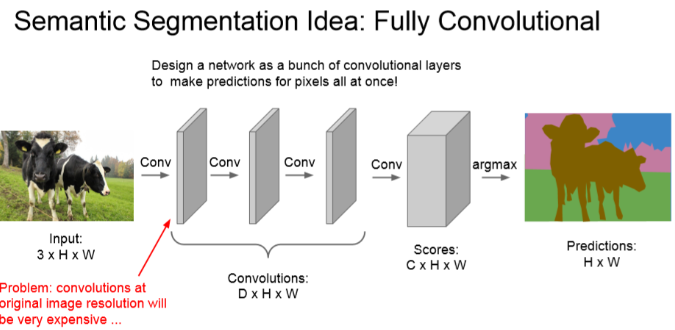 Semantic Segmentation Idea: Fully Convolutional
Design a network as a bunch of convolutional layers
to make predictions for pixels all at once!
Conv
Conv
Conv
Conv
argmax
Input:
3 x H x W
Problem: convolutions at
original image resolution will
be very expensive ...
Convolutions:
D x H x W
Scores:
C x H x W
Predictions:
H x W